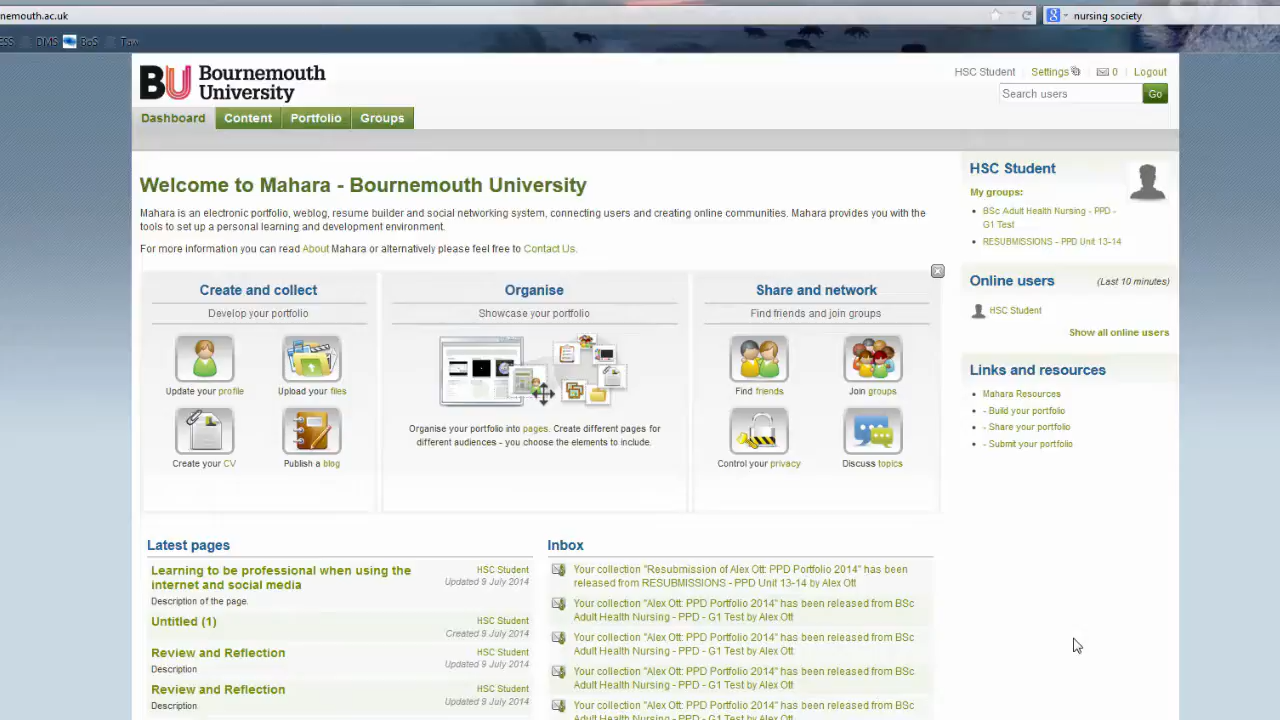 nemouth.ac.uk
nursing society
ESS DMS BoS
BU Bournemouth University
HSC Student Settings 0 Logout
Search users Go
Dashboard Content Portfolio Groups
Welcome to Mahara - Bournemouth University
Mahara is an electronic portfolio, weblog, resume builder and social networking system, connecting users and creating online communities. Mahara provides you with the
tools to set up a personal learning and development environment.
For more information you can read About Mahara or alternatively please feel free to Contact Us.
Create and collect
Develop your portfolio
Update your profile
Upload your files
Create your CV
Publish a blog
Organise
Showcase your portfolio
Organise your portfolio into pages. Create different pages for
different audiences - you choose the elements to include.
Share and network
Find friends and join groups
Find friends
Join groups
Control your privacy
Discuss topics
Latest pages
Learning to be professional when using the
internet and social media
HSC Student
Updated 9 July 2014
Description of the page.
Untitled (1)
HSC Student
Created 9 July 2014
Review and Reflection
HSC Student
Updated 9 July 2014
Description
Review and Reflection
HSC Student
Updated 9 July 2014
Description
Inbox
Your collection "Resubmission of Alex Ott: PPD Portfolio 2014" has been
released from RESUBMISSIONS - PPD Unit 13-14 by Alex Ott
Your collection "Alex Ott: PPD Portfolio 2014" has been released from BSc
Adult Health Nursing - PPD - G1 Test by Alex Ott
Your collection "Alex Ott: PPD Portfolio 2014" has been released from BSc
Adult Health Nursing - PPD - G1 Test by Alex Ott
Your collection "Alex Ott: PPD Portfolio 2014" has been released from BSc
Adult Health Nursing - PPD - G1 Test by Alex Ott
Your collection "Alex Ott: PPD Portfolio 2014" has been released from BSc
Adult Health Nursing - PPD - G1 Test by Alex Ott
HSC Student
My groups:
BSc Adult Health Nursing - PPD -
G1 Test
RESUBMISSIONS - PPD Unit 13-14
Online users (Last 10 minutes)
HSC Student
Show all online users
Links and resources
Mahara Resources
- Build your portfolio
- Share your portfolio
- Submit your portfolio